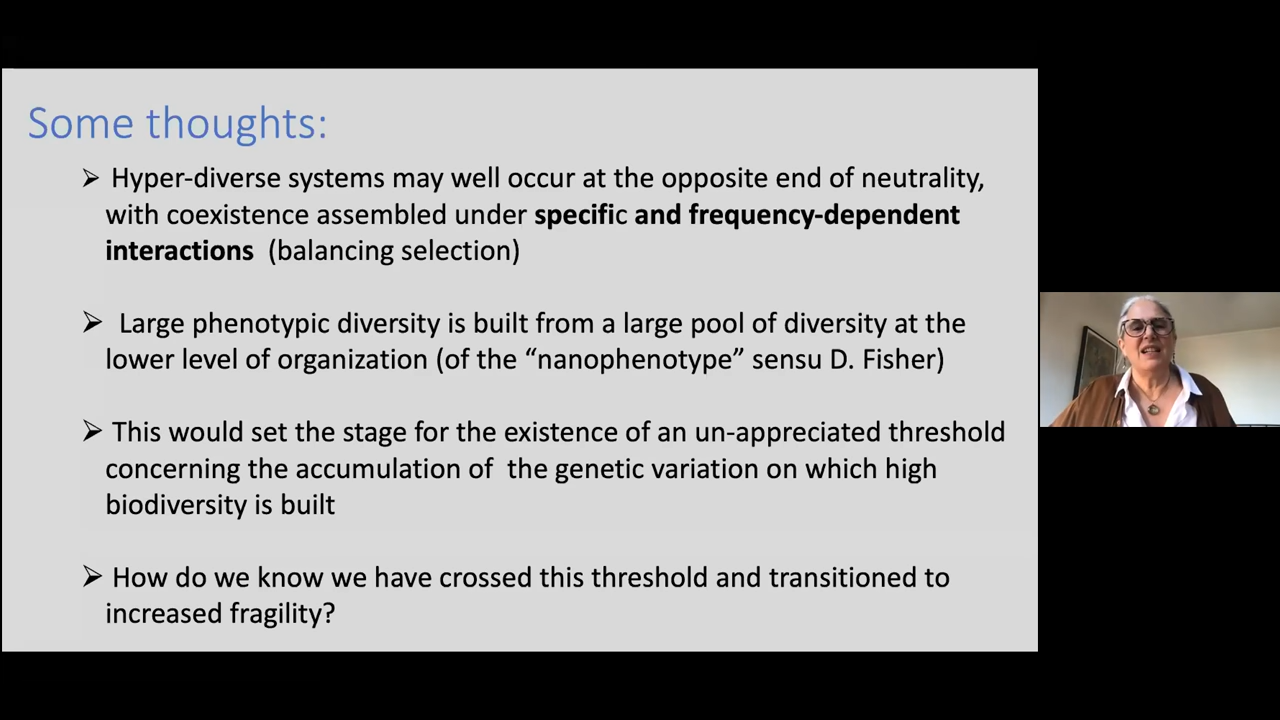 Some thoughts:
➢ Hyper-diverse systems may well occur at the opposite end of neutrality,
with coexistence assembled under specific and frequency-dependent
interactions (balancing selection)
➢ Large phenotypic diversity is built from a large pool of diversity at the
lower level of organization (of the “nanophenotype” sensu D. Fisher)
➢ This would set the stage for the existence of an un-appreciated threshold
concerning the accumulation of the genetic variation on which high
biodiversity is built
➢ How do we know we have crossed this threshold and transitioned to
increased fragility?